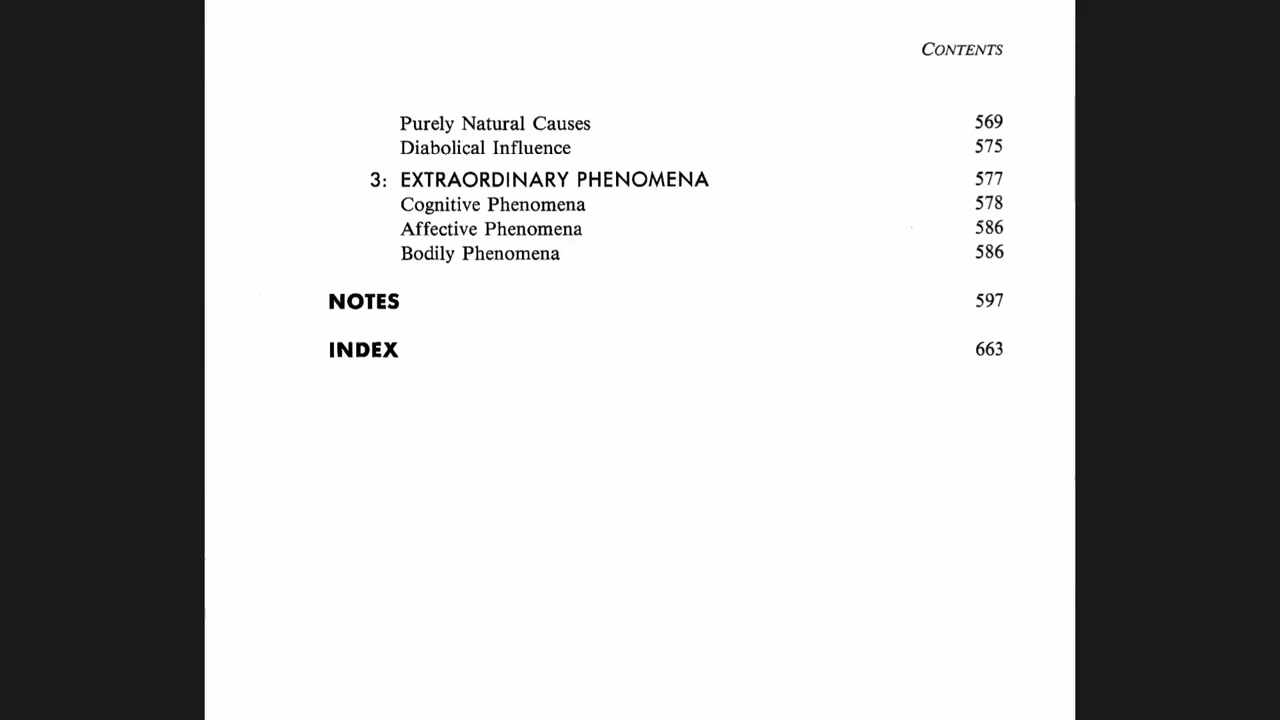 CONTENTS
Purely Natural Causes 569
Diabolical Influence 575
3: EXTRAORDINARY PHENOMENA 577
Cognitive Phenomena 578
Affective Phenomena 586
Bodily Phenomena 586
NOTES 597
INDEX 663